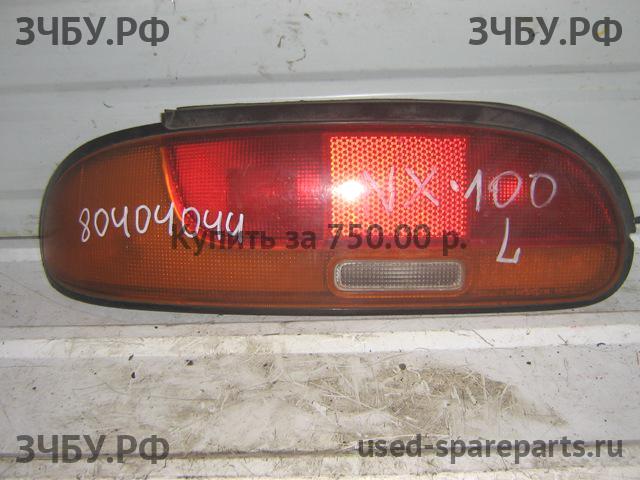 ЗЧБУ.РФ ЗЧБУ.РФ
NX·100
80404044
Купить за 750.00 р.
L
ЗЧБУ.РФ used-spareparts.ru